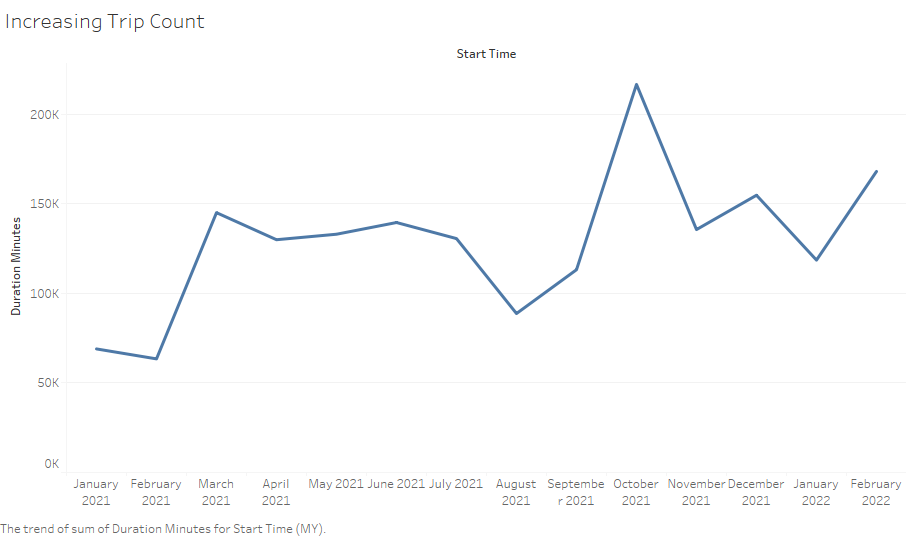 Increasing Trip Count
Start Time
Duration Minutes
200K
150K
100K
50K
0K
January February March April May 2021 June 2021 July 2021 August Septembe October November December January February
2021 2021 2021 2021 2021 r 2021 2021 2021 2021 2022 2022
The trend of sum of Duration Minutes for Start Time (MY).